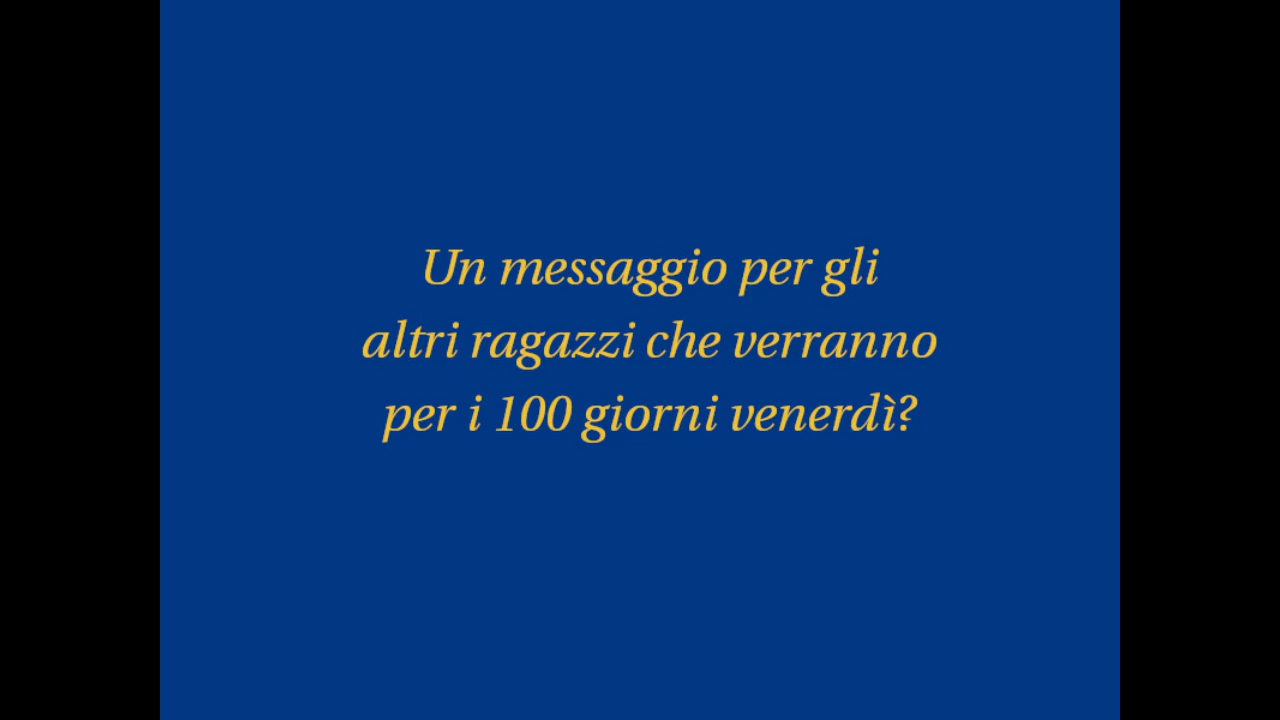 Un messaggio per gli
altri ragazzi che verranno
per i 100 giorni venerdì?